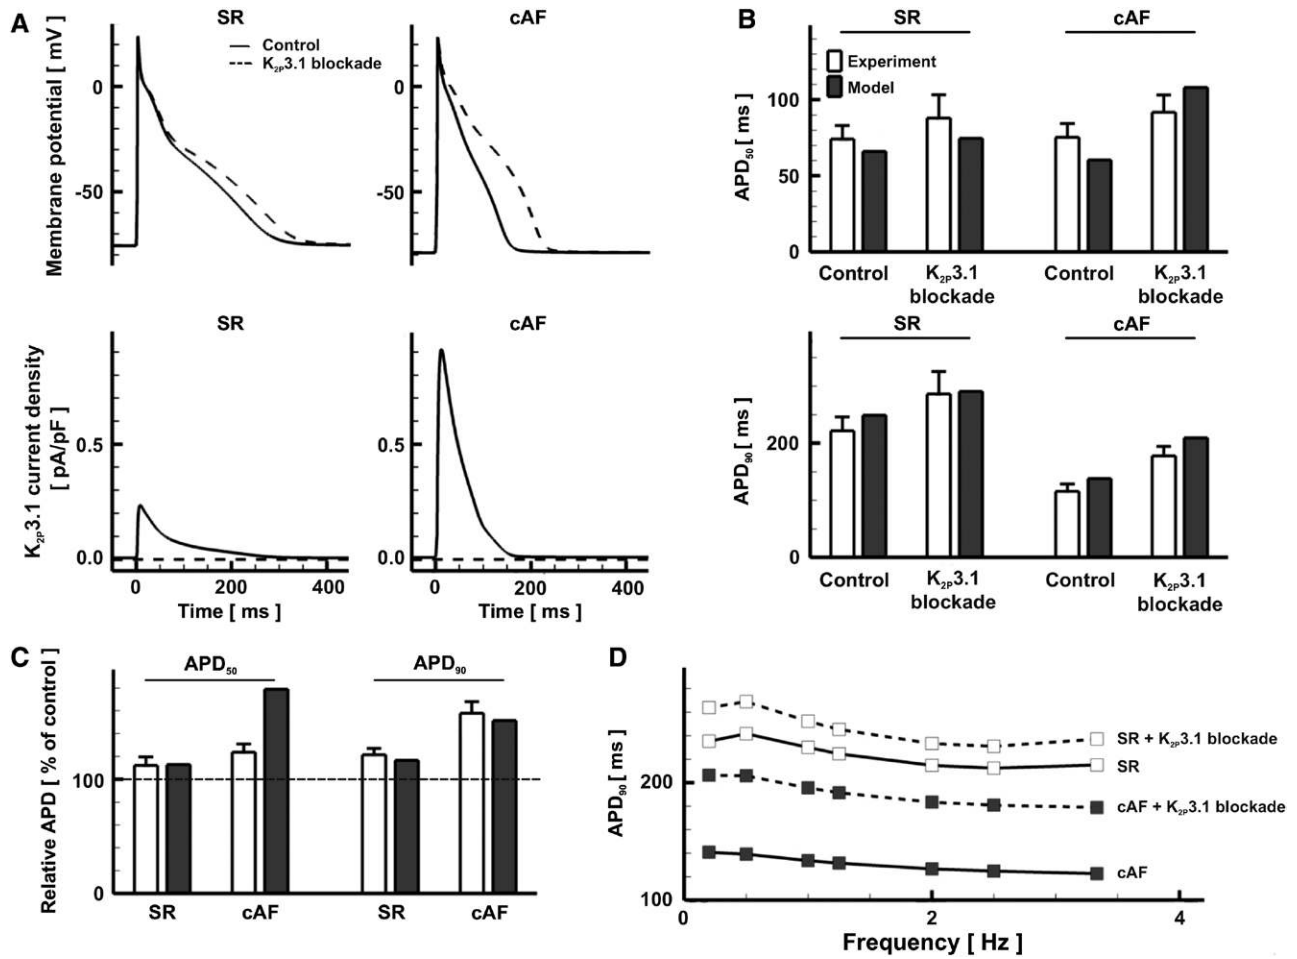 A
SR
cAF
Control
K2P3.1 blockade
Membrane potential [ mV ]
0
-50
0
-50
SR
cAF
K2P3.1 current density
[ pA/pF ]
0.5
0.0
0.5
0.0
0 200 400
0 200 400
Time [ ms ]
Time [ ms ]
B
SR
cAF
Experiment
Model
APD50 [ ms ]
100
50
0
Control
K2P3.1
blockade
Control
K2P3.1
blockade
SR
cAF
APD90 [ ms ]
200
0
Control
K2P3.1
blockade
Control
K2P3.1
blockade
C
APD50
APD90
Relative APD [ % of control ]
100
0
SR cAF SR cAF
D
APD90 [ ms ]
200
100
SR + K2P3.1 blockade
SR
cAF + K2P3.1 blockade
cAF
0 2 4
Frequency [ Hz ]